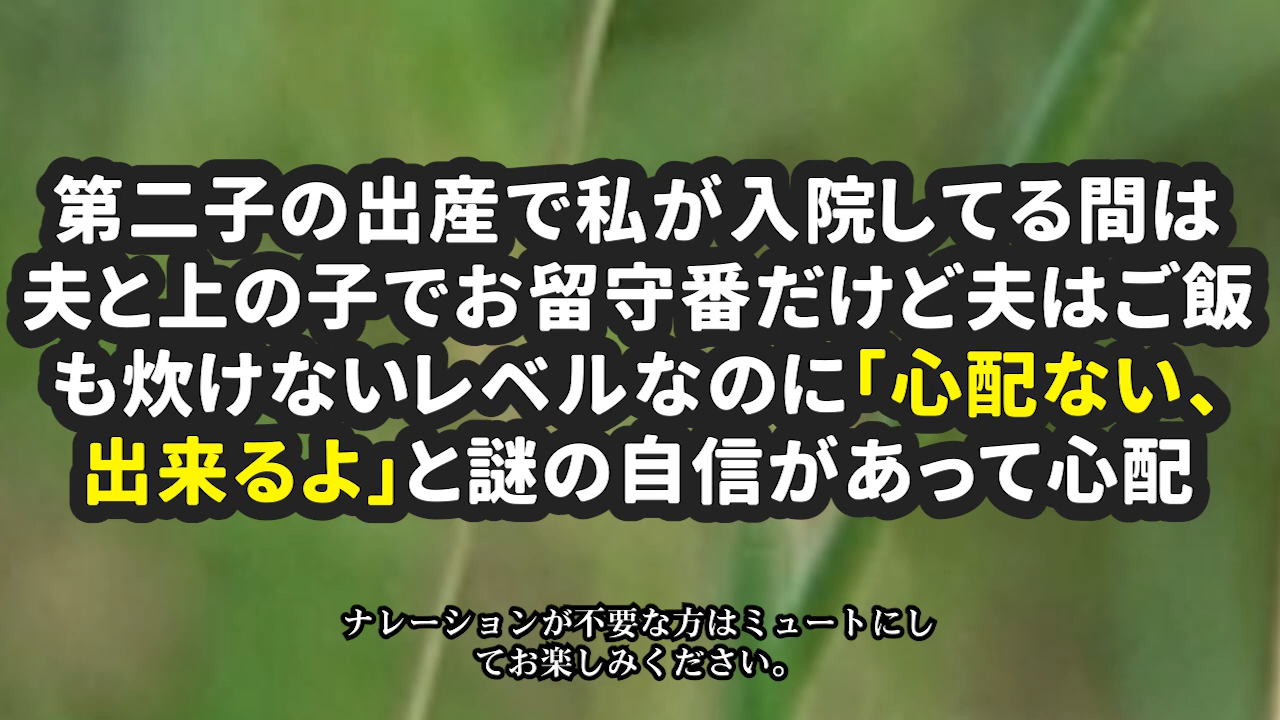 第二子の出産で私が入院してる間は
夫と上の子でお留守番だけど夫はご飯
も炊けないレベルなのに「心配ない、
出来るよ」と謎の自信があって心配
ナレーションが不要な方はミュートにし
てお楽しみください。